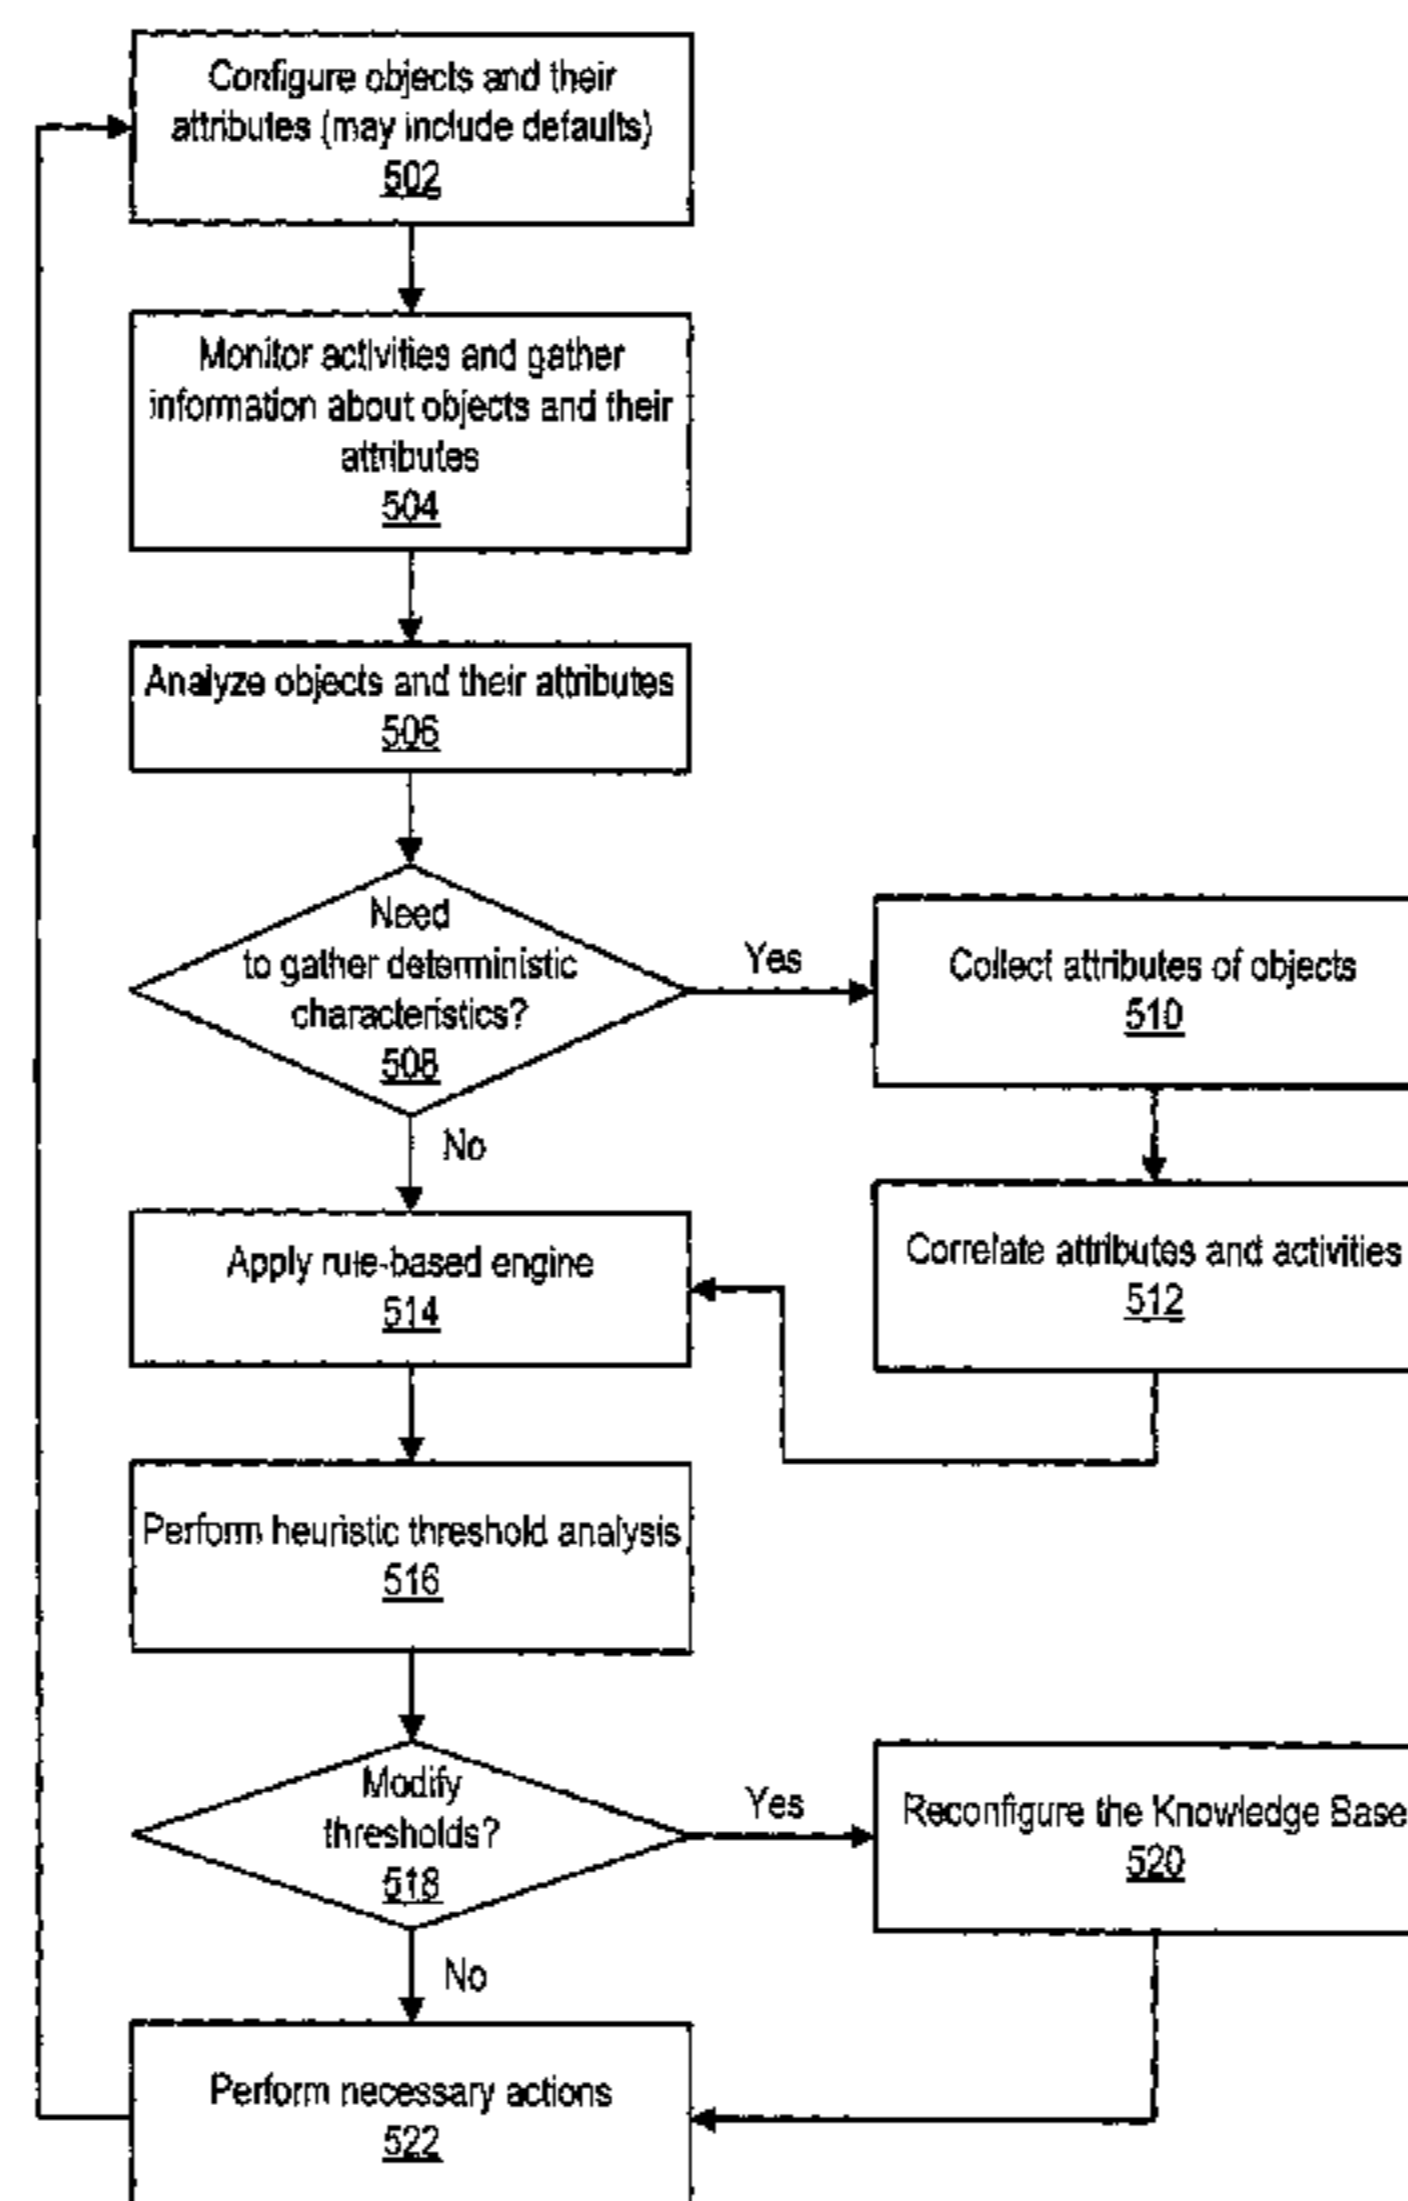 Configure objects and their
attributes (may include defaults)
502
Monitor activities and gather
information about objects and their
attributes
504
Analyze objects and their attributes
506
Need
to gather deterministic
characteristics?
508
Yes
Collect attributes of objects
510
No
Correlate attributes and activities
512
Apply rule-based engine
514
Perform heuristic threshold analysis
516
Modify
thresholds?
518
Yes
Reconfigure the Knowledge Base
520
No
Perform necessary actions
522